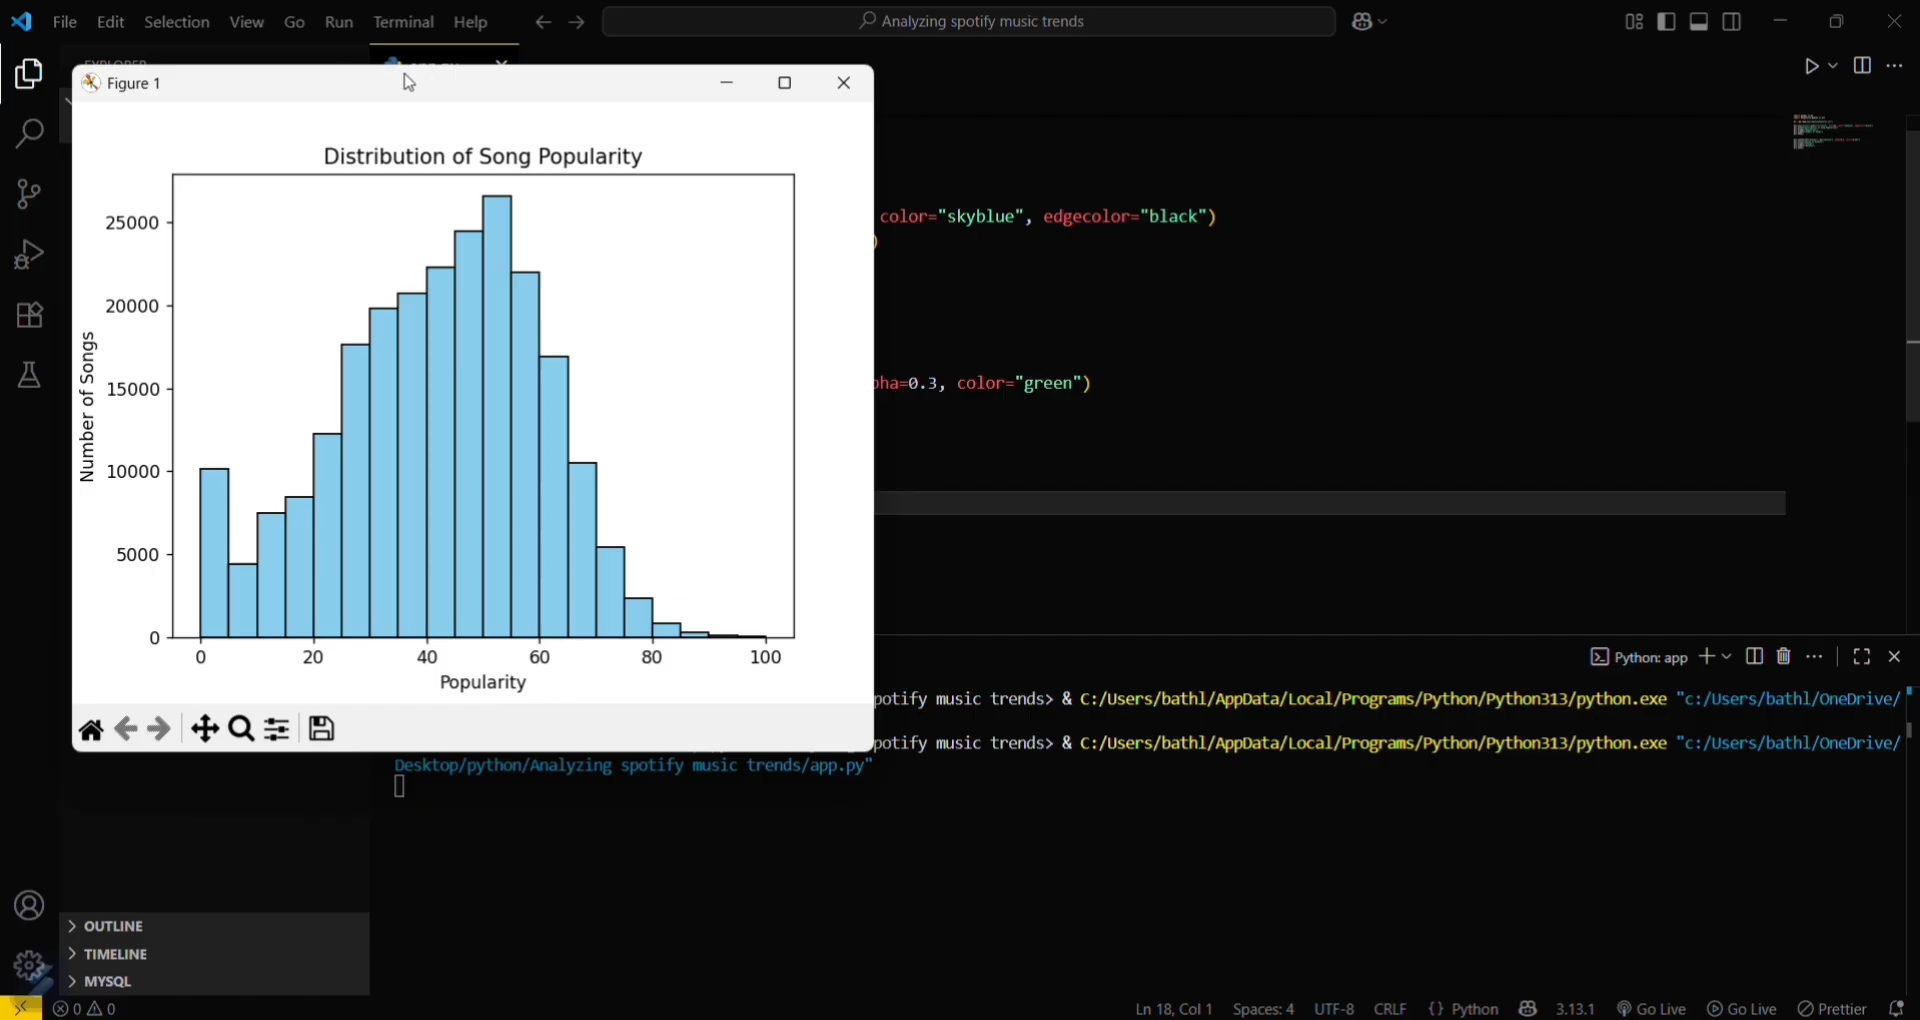 File Edit Selection View Go Run Terminal Help
Analyzing spotify music trends
Figure 1
Distribution of Song Popularity
25000
20000
15000
10000
5000
0
Number of Songs
0 20 40 60 80 100
Popularity
color="skyblue", edgecolor="black")
)
pha=0.3, color="green")
Python: app
potify music trends> & C:/Users/bathl/AppData/Local/Programs/Python/Python313/python.exe "c:/Users/bathl/OneDrive/
potify music trends> & C:/Users/bathl/AppData/Local/Programs/Python/Python313/python.exe "c:/Users/bathl/OneDrive/
Desktop/python/Analyzing spotify music trends/app.py"
OUTLINE
TIMELINE
MYSQL
0 0
Ln 18, Col 1 Spaces: 4 UTF-8 CRLF {} Python 3.13.1 Go Live Go Live Prettier